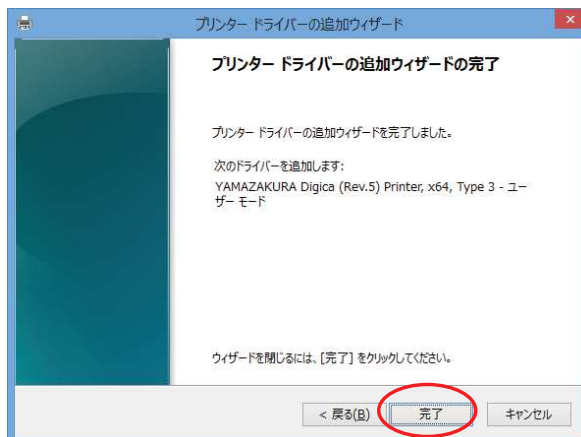 プリンター ドライバーの追加ウィザード
プリンター ドライバーの追加ウィザードの完了
プリンター ドライバーの追加ウィザードを完了しました。
次のドライバーを追加します:
YAMAZAKURA Digica (Rev.5) Printer, x64, Type 3 - ユー
ザー モード
ウィザードを閉じるには、[完了] をクリックしてください。
< 戻る(B) 完了 キャンセル